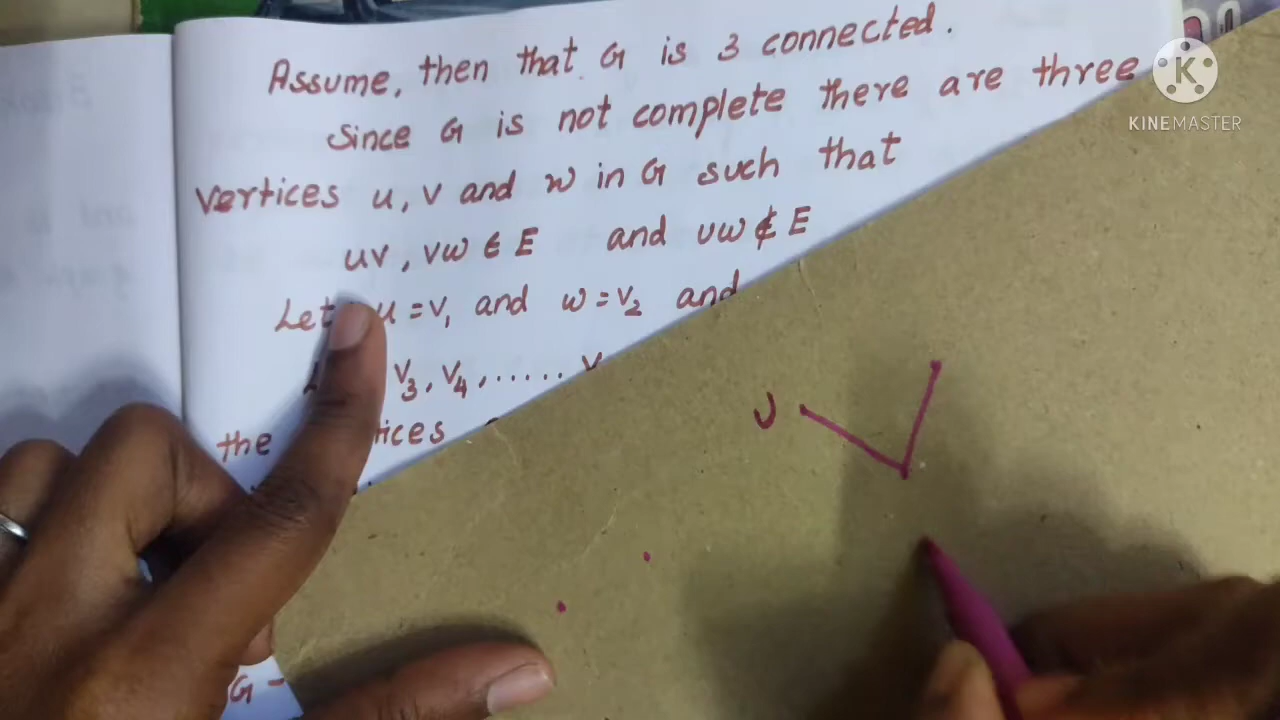 Assume, then that G is 3 connected.
Since G is not complete there are three
vertices u, v and w in G such that
uv, vw ∈ E and uw ∉ E
Let u = v₁ and w = v₂ and
v₃, v₄, ......
the
G -
U
KINEMASTER